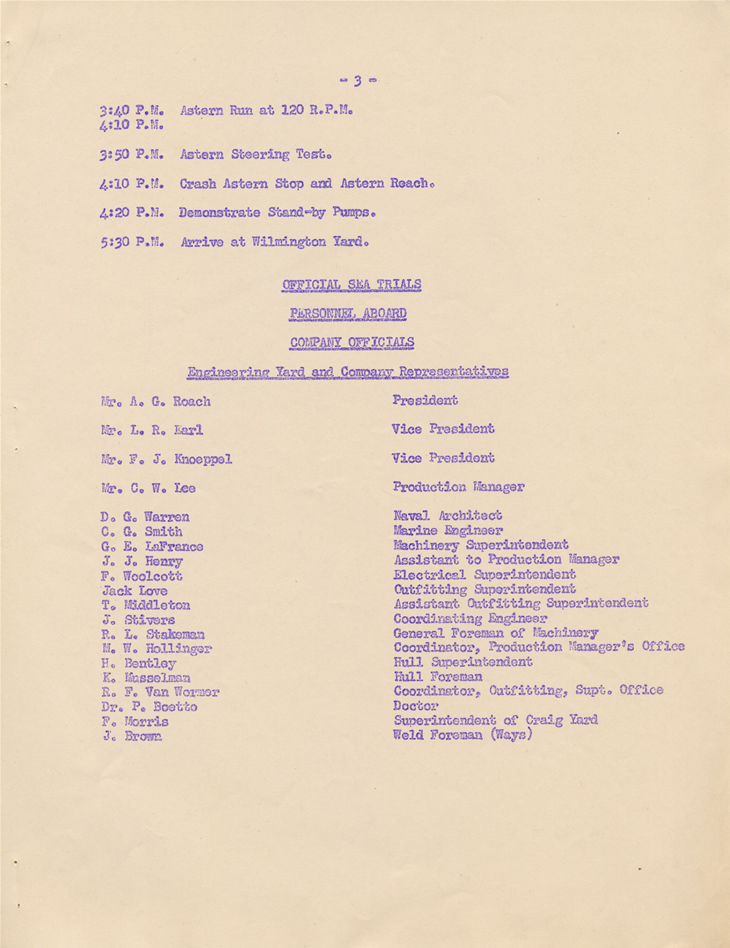 - 3 -
3:40 P.M. Astern Run at 120 R.P.M.
4:10 P.M.
3:50 P.M. Astern Steering Test.
4:10 P.M. Crash Astern Stop and Astern Reach.
4:20 P.M. Demonstrate Stand-by Pumps.
5:30 P.M. Arrive at Wilmington Yard.
OFFICIAL SEA TRIALS
PERSONNEL ABOARD
COMPANY OFFICIALS
Engineering Yard and Company Representatives
Mr. A. G. Roach President
Mr. L. R. Earl Vice President
Mr. F. J. Knoeppel Vice President
Mr. C. W. Lee Production Manager
D. G. Warren Naval Architect
C. G. Smith Marine Engineer
G. E. LaFrance Machinery Superintendent
J. J. Henry Assistant to Production Manager
F. Woolcott Electrical Superintendent
Jack Love Outfitting Superintendent
T. Middleton Assistant Outfitting Superintendent
J. Stivers Coordinating Engineer
R. L. Stakeman General Foreman of Machinery
M. W. Hollinger Coordinator, Production Manager's Office
H. Bentley Hull Superintendent
K. Musselman Hull Foreman
R. F. Van Wormer Coordinator, Outfitting, Supt. Office
Dr. P. Boetto Doctor
F. Morris Superintendent of Craig Yard
J. Brown Weld Foreman (Ways)